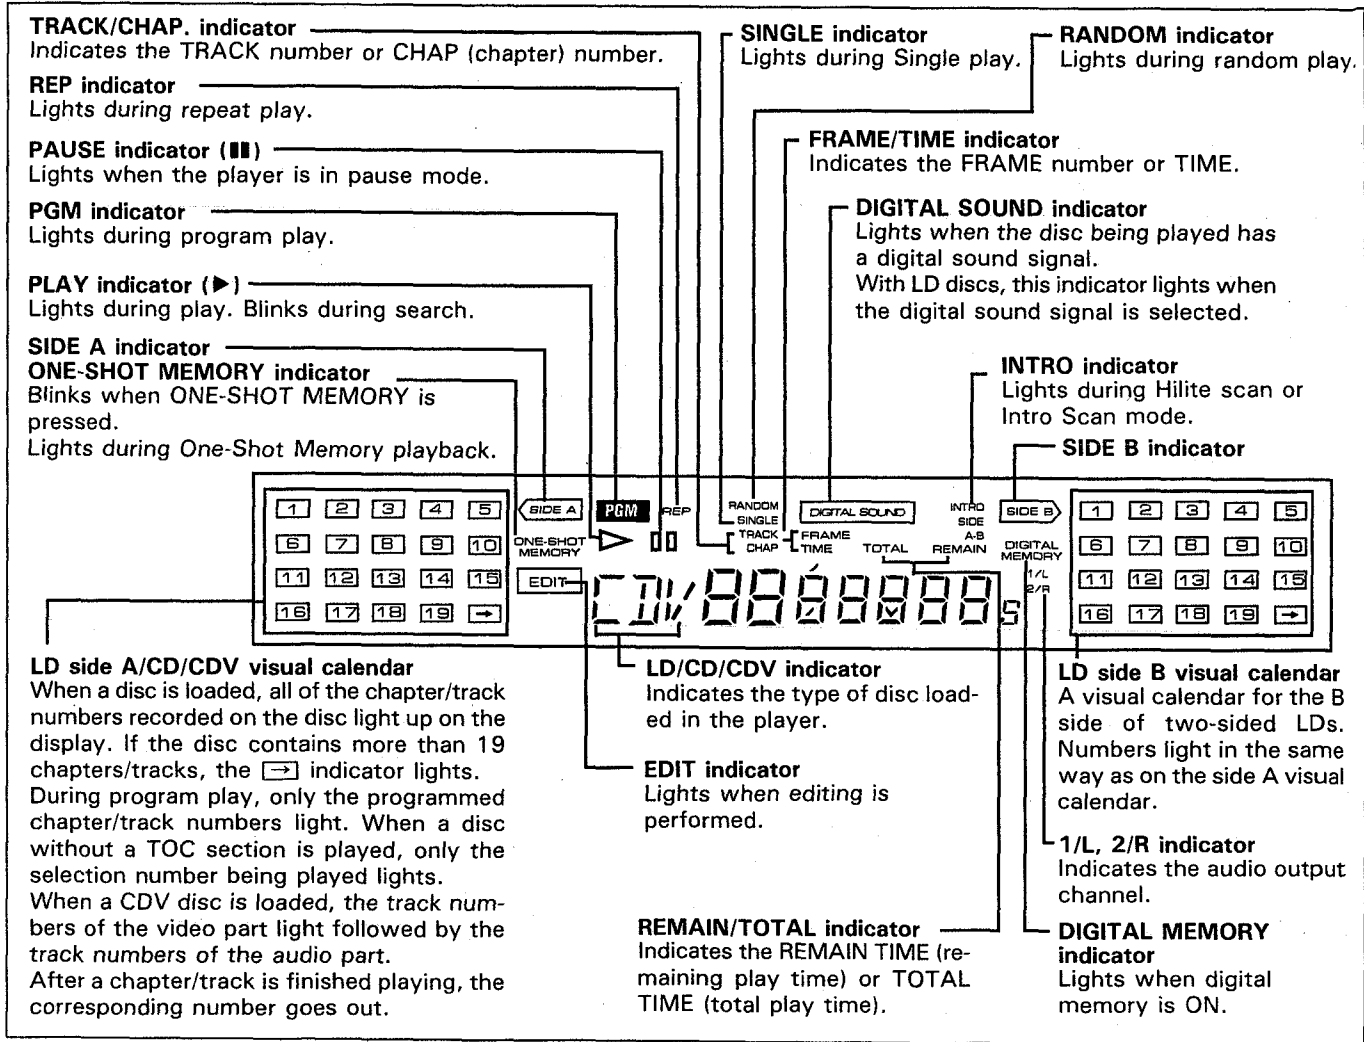 TRACK/CHAP. indicator
Indicates the TRACK number or CHAP (chapter) number.
REP indicator
Lights during repeat play.
PAUSE indicator (▮▮)
Lights when the player is in pause mode.
PGM indicator
Lights during program play.
PLAY indicator (▶)
Lights during play. Blinks during search.
SIDE A indicator
ONE-SHOT MEMORY indicator
Blinks when ONE-SHOT MEMORY is
pressed.
Lights during One-Shot Memory playback.
SINGLE indicator
Lights during Single play.
RANDOM indicator
Lights during random play.
FRAME/TIME indicator
Indicates the FRAME number or TIME.
DIGITAL SOUND indicator
Lights when the disc being played has
a digital sound signal.
With LD discs, this indicator lights when
the digital sound signal is selected.
INTRO indicator
Lights during Hilite scan or
Intro Scan mode.
SIDE B indicator
1 2 3 4 5
6 7 8 9 10
11 12 13 14 15
16 17 18 19 →
SIDE A
PGM
REP
ONE-SHOT
MEMORY
EDIT
RANDOM
SINGLE
TRACK
CHAP
FRAME
TIME
DIGITAL SOUND
TOTAL
INTRO
SIDE
A-B
REMAIN
SIDE B
DIGITAL
MEMORY
1/L
2/R
CDV 88 88888 S
1 2 3 4 5
6 7 8 9 10
11 12 13 14 15
16 17 18 19 →
LD side A/CD/CDV visual calendar
When a disc is loaded, all of the chapter/track
numbers recorded on the disc light up on the
display. If the disc contains more than 19
chapters/tracks, the → indicator lights.
During program play, only the programmed
chapter/track numbers light. When a disc
without a TOC section is played, only the
selection number being played lights.
When a CDV disc is loaded, the track num-
bers of the video part light followed by the
track numbers of the audio part.
After a chapter/track is finished playing, the
corresponding number goes out.
LD/CD/CDV indicator
Indicates the type of disc load-
ed in the player.
EDIT indicator
Lights when editing is
performed.
REMAIN/TOTAL indicator
Indicates the REMAIN TIME (re-
maining play time) or TOTAL
TIME (total play time).
LD side B visual calendar
A visual calendar for the B
side of two-sided LDs.
Numbers light in the same
way as on the side A visual
calendar.
1/L, 2/R indicator
Indicates the audio output
channel.
DIGITAL MEMORY
indicator
Lights when digital
memory is ON.